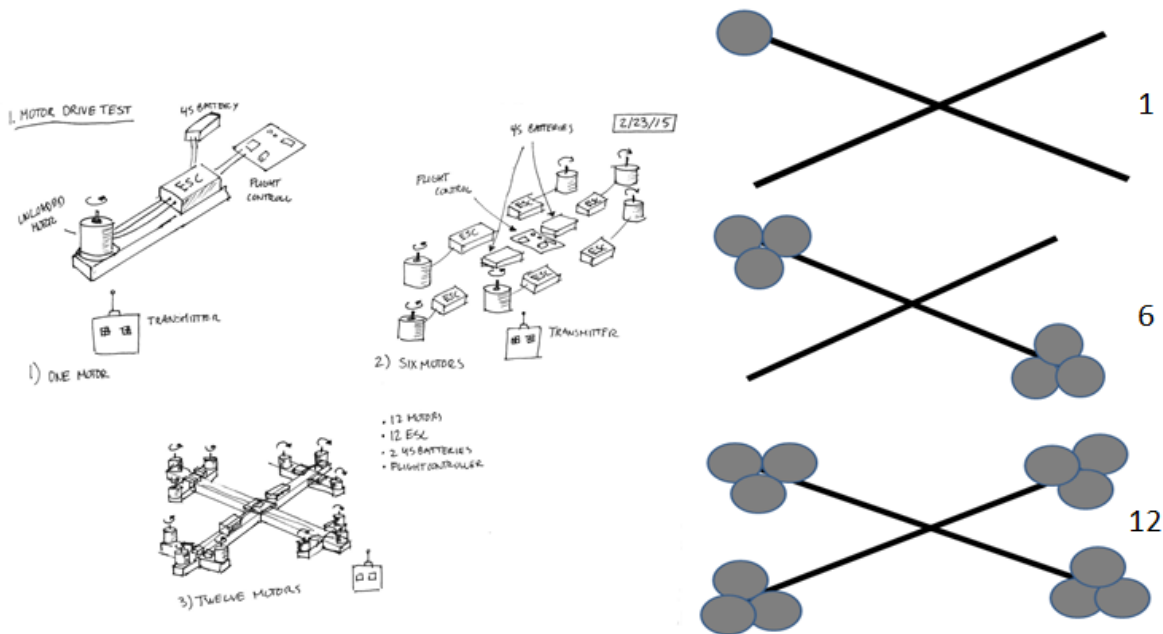 1. MOTOR DRIVE TEST
4S BATTERY
ESC
FLIGHT
CONTROLL
UNLOADED
MOTOR
TRANSMITTER
1) ONE MOTOR
2/23/15
4S BATTERIES
FLIGHT
CONTROL
ESC
ESC
ESC
ESC
ESC
ESC
TRANSMITTER
2) SIX MOTORS
• 12 MOTORS
• 12 ESC
• 2 4S BATTERIES
• FLIGHT CONTROLLER
3) TWELVE MOTORS
1
6
12